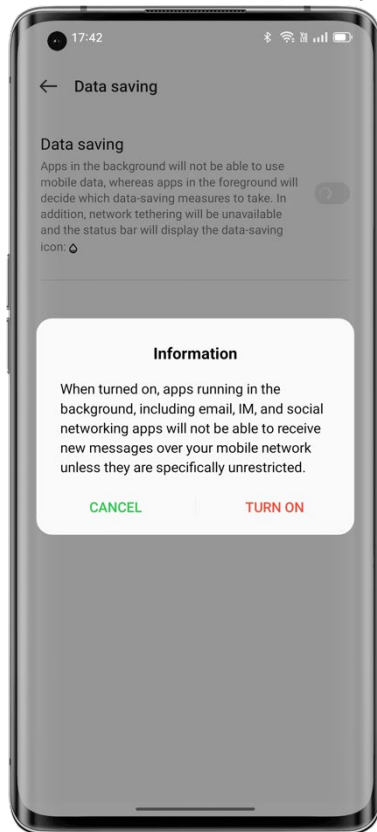 17:42
Data saving
Data saving
Apps in the background will not be able to use
mobile data, whereas apps in the foreground will
decide which data-saving measures to take. In
addition, network tethering will be unavailable
and the status bar will display the data-saving
icon:
Information
When turned on, apps running in the
background, including email, IM, and social
networking apps will not be able to receive
new messages over your mobile network
unless they are specifically unrestricted.
CANCEL TURN ON